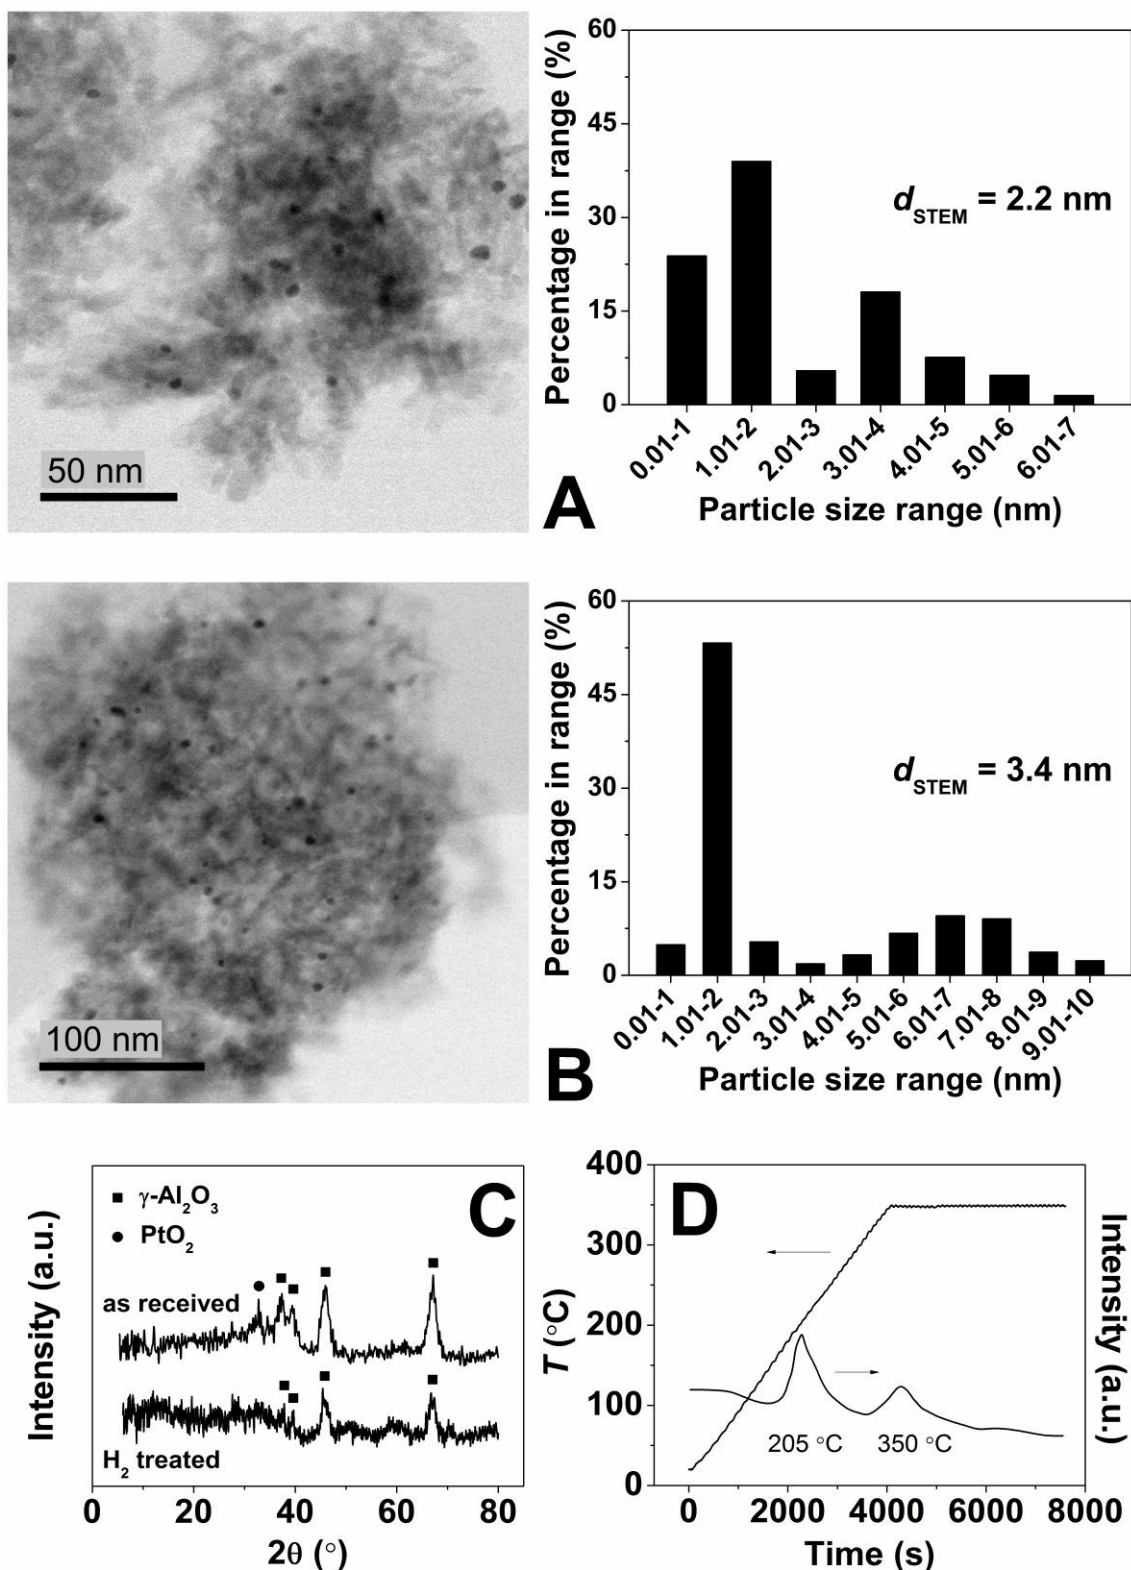 50 nm
A
Percentage in range (%)
60
45
30
15
0
d_STEM = 2.2 nm
0.01-1
1.01-2
2.01-3
3.01-4
4.01-5
5.01-6
6.01-7
Particle size range (nm)
100 nm
B
Percentage in range (%)
60
45
30
15
0
d_STEM = 3.4 nm
0.01-1
1.01-2
2.01-3
3.01-4
4.01-5
5.01-6
6.01-7
7.01-8
8.01-9
9.01-10
Particle size range (nm)
C
Intensity (a.u.)
■ γ-Al₂O₃
● PtO₂
as received
H₂ treated
0 20 40 60 80
2θ (°)
D
T (°C)
400
300
200
100
0
205 °C 350 °C
Intensity (a.u.)
0 2000 4000 6000 8000
Time (s)